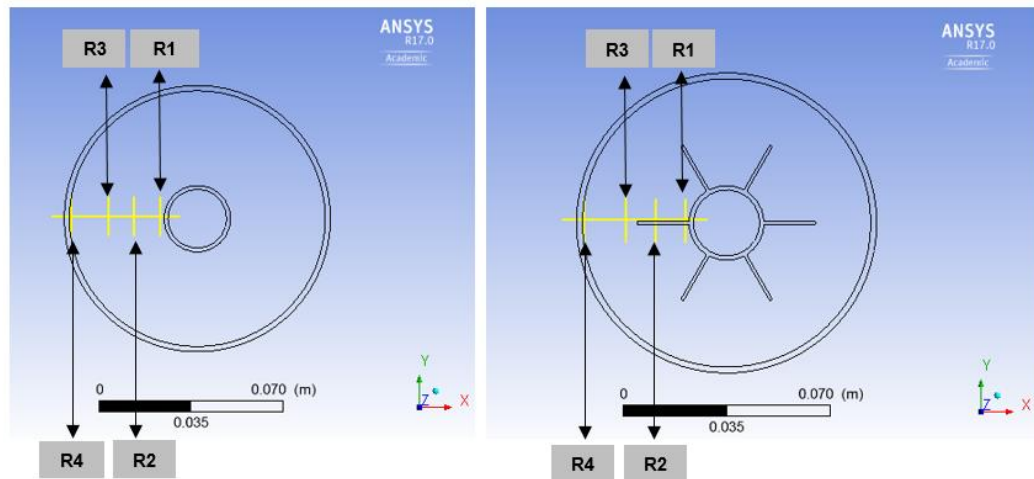 ANSYS
R17.0
Academic
R3 R1
Y
Z X
0 0.070 (m)
0.035
R4 R2
ANSYS
R17.0
Academic
R3 R1
Y
Z X
0 0.070 (m)
0.035
R4 R2